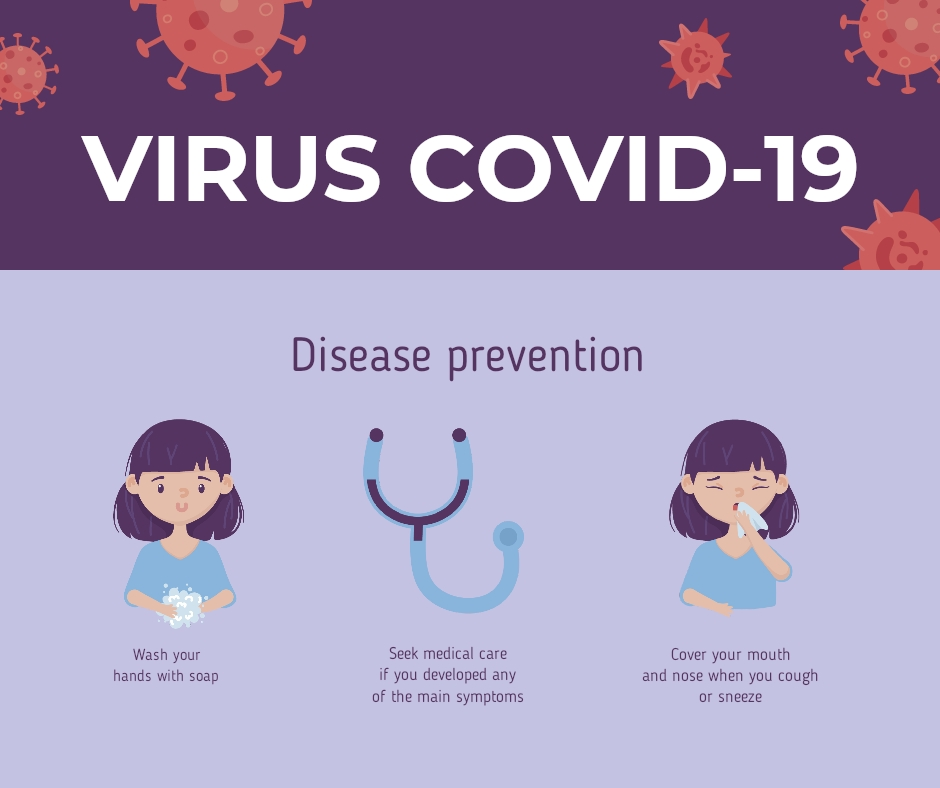 VIRUS COVID-19
Disease prevention
Wash your
hands with soap
Seek medical care
if you developed any
of the main symptoms
Cover your mouth
and nose when you cough
or sneeze